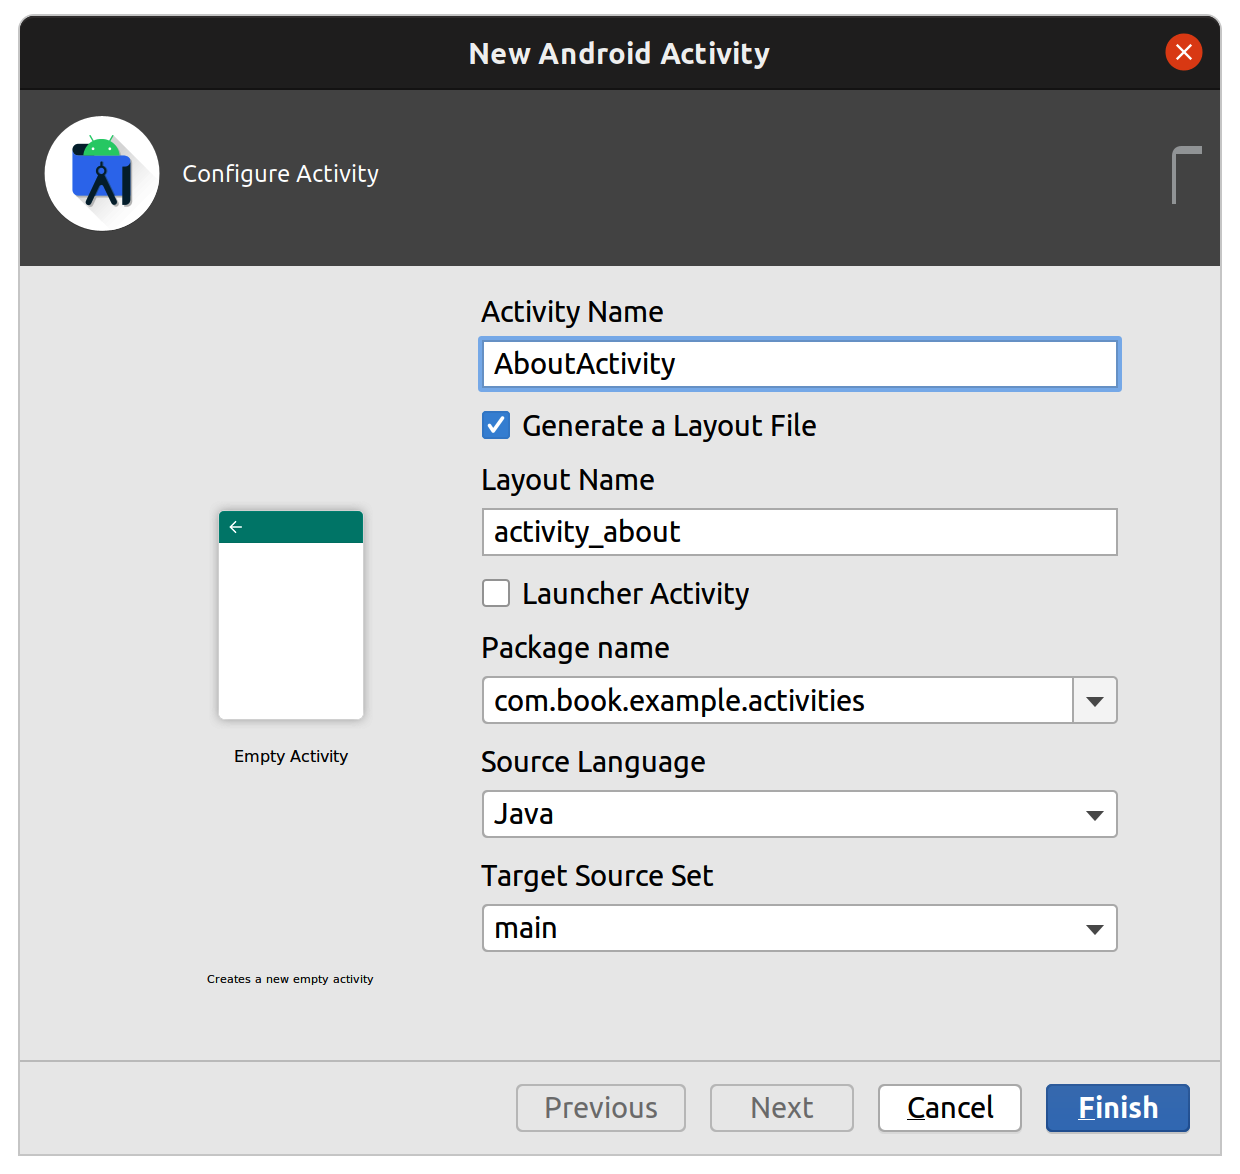 New Android Activity
Configure Activity
Activity Name
AboutActivity
Generate a Layout File
Layout Name
activity_about
Launcher Activity
Package name
com.book.example.activities
Source Language
Java
Target Source Set
main
Empty Activity
Creates a new empty activity
Previous
Next
Cancel
Finish